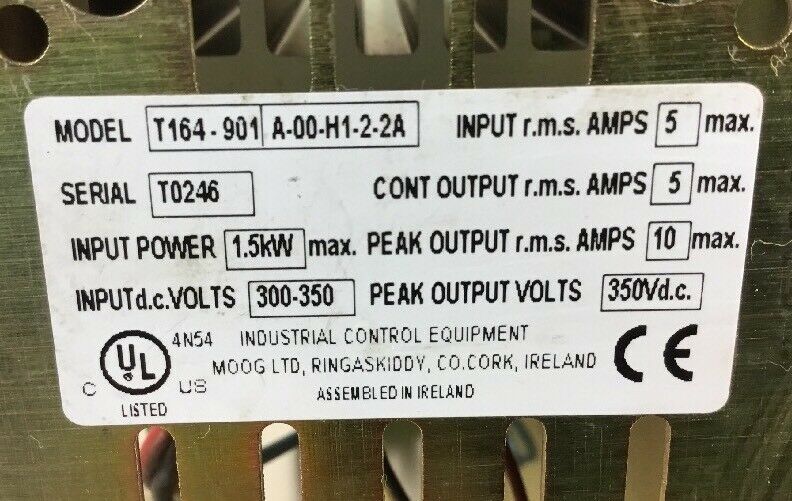 MODEL T164-901 A-00-H1-2-2A INPUT r.m.s. AMPS 5 max.
SERIAL T0246 CONT OUTPUT r.m.s. AMPS 5 max.
INPUT POWER 1.5kW max. PEAK OUTPUT r.m.s. AMPS 10 max.
INPUT d.c. VOLTS 300-350 PEAK OUTPUT VOLTS 350Vd.c.
4N54 INDUSTRIAL CONTROL EQUIPMENT
MOOG LTD, RINGASKIDDY, CO.CORK, IRELAND
ASSEMBLED IN IRELAND
C UL US
LISTED
CE